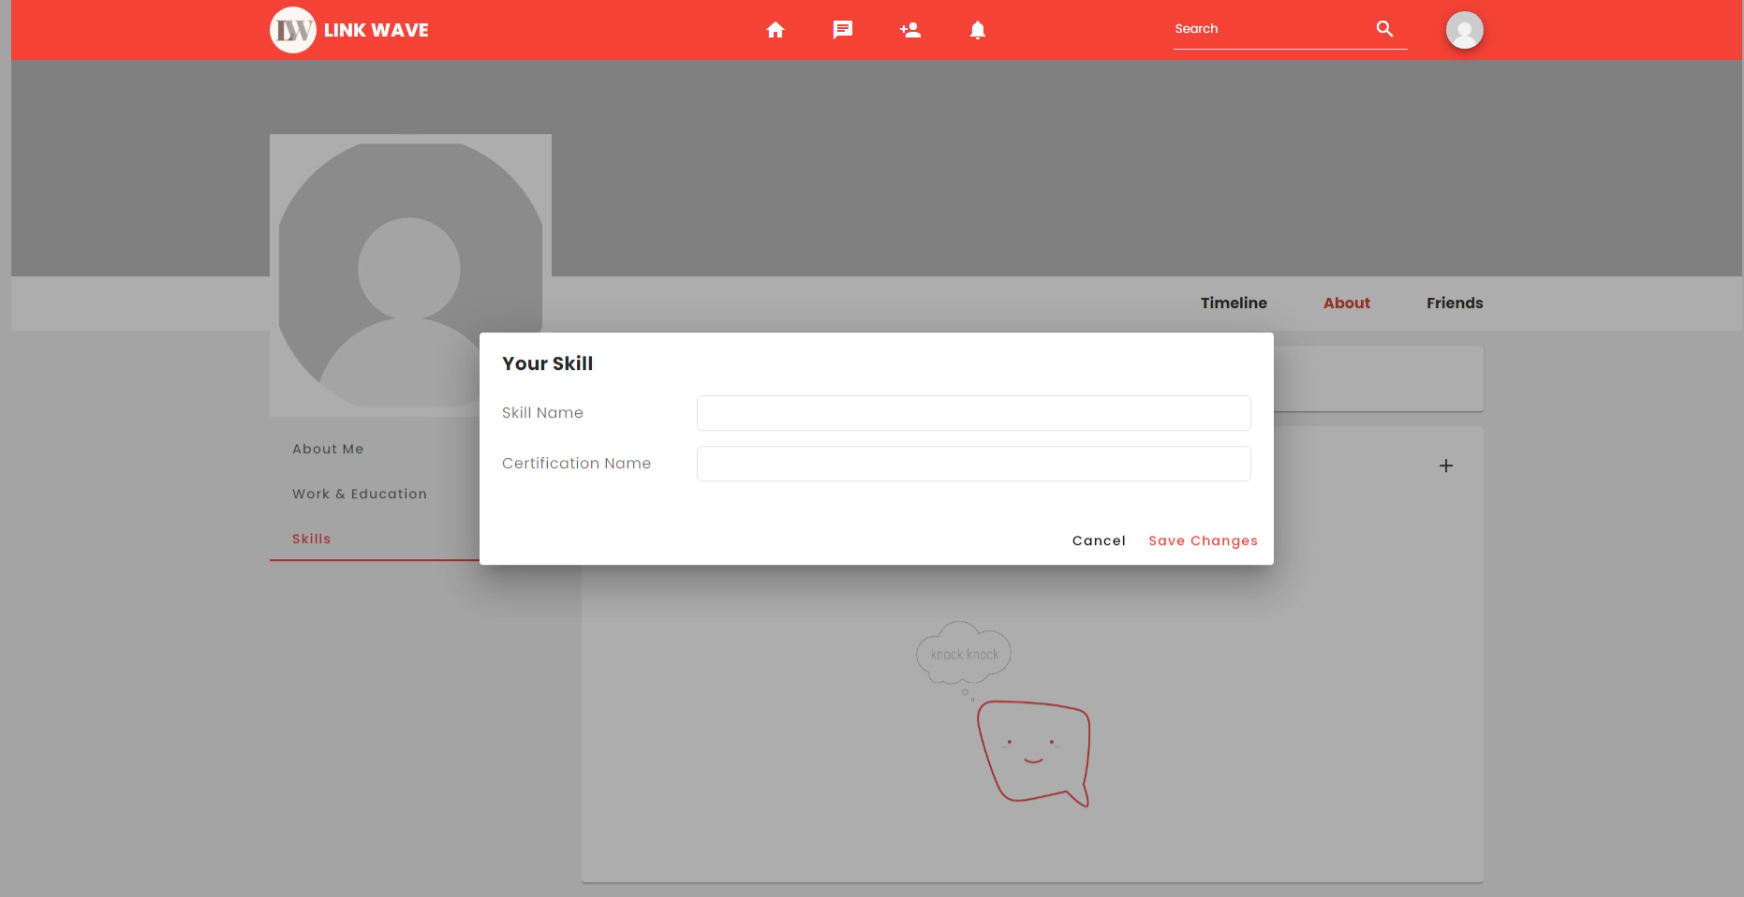 LW LINK WAVE
Search
Timeline About Friends
Your Skill
Skill Name
Certification Name
Cancel Save Changes
About Me
Work & Education
Skills
knock-knock